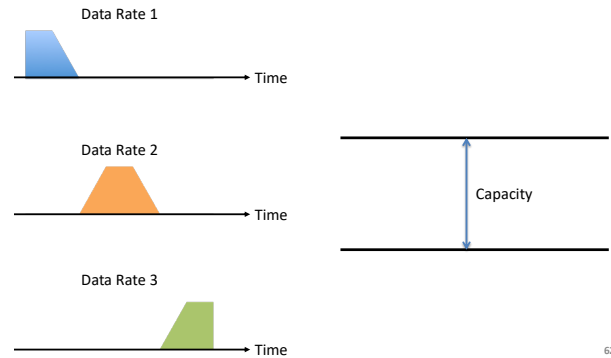 Data Rate 1
Time
Data Rate 2
Time
Capacity
Data Rate 3
Time